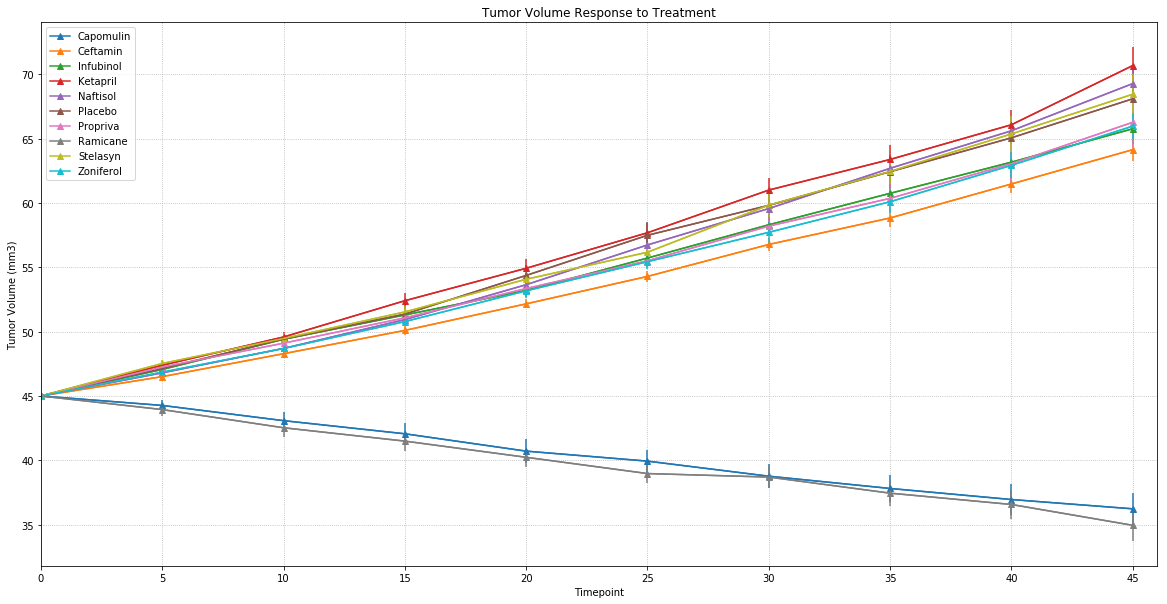 Tumor Volume Response to Treatment
Capomulin
Ceftamin
Infubinol
Ketapril
Naftisol
Placebo
Propriva
Ramicane
Stelasyn
Zoniferol
Tumor Volume (mm3)
70
65
60
55
50
45
40
35
0 5 10 15 20 25 30 35 40 45
Timepoint